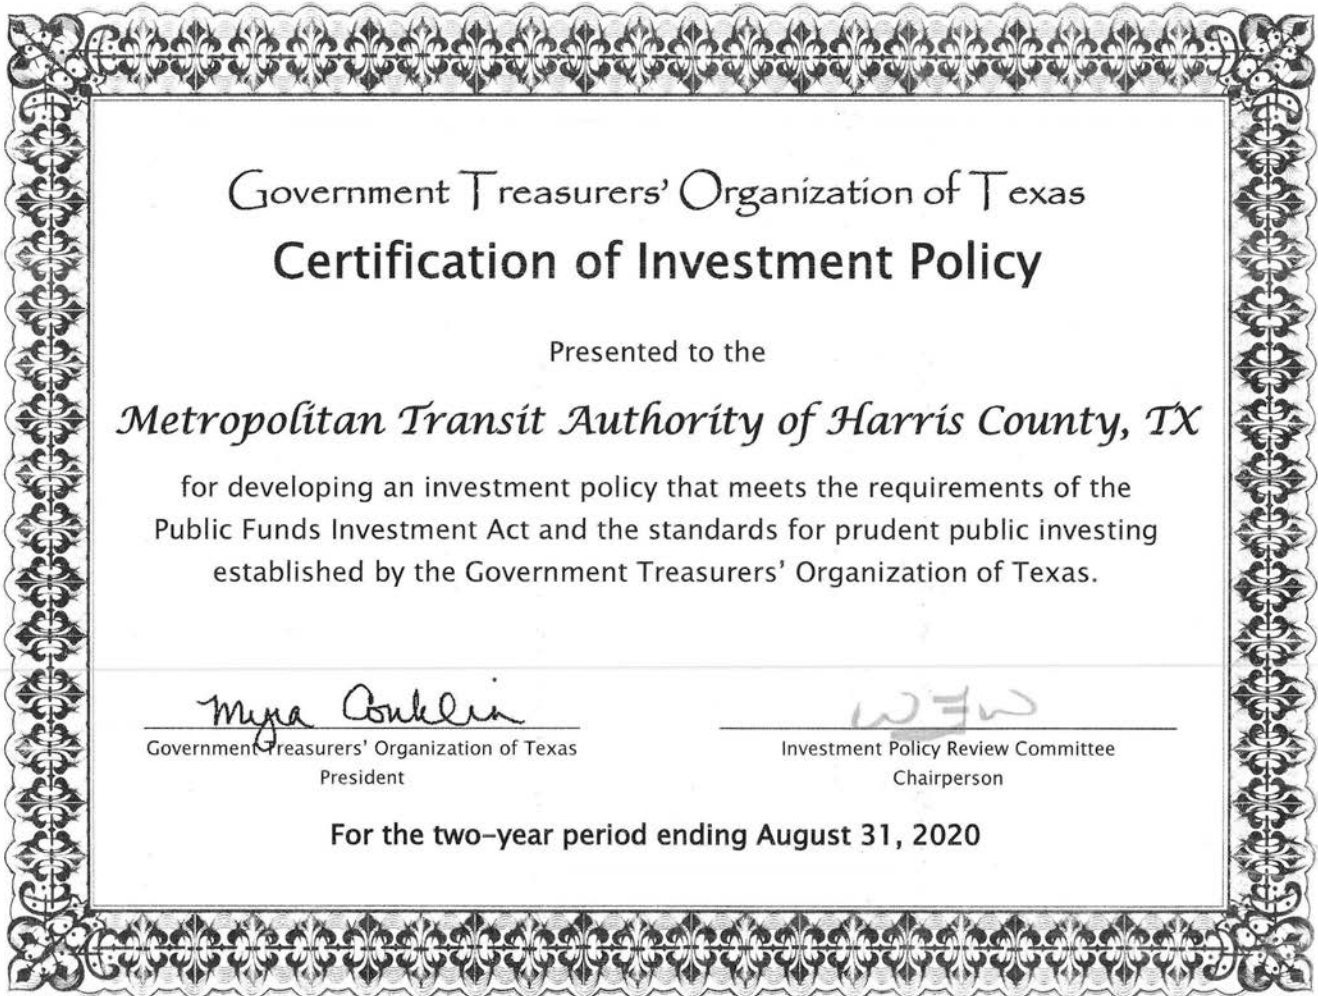 Government Treasurers' Organization of Texas
Certification of Investment Policy
Presented to the
Metropolitan Transit Authority of Harris County, TX
for developing an investment policy that meets the requirements of the
Public Funds Investment Act and the standards for prudent public investing
established by the Government Treasurers' Organization of Texas.
Myra Conklin
Government Treasurers' Organization of Texas
President
Investment Policy Review Committee
Chairperson
For the two-year period ending August 31, 2020